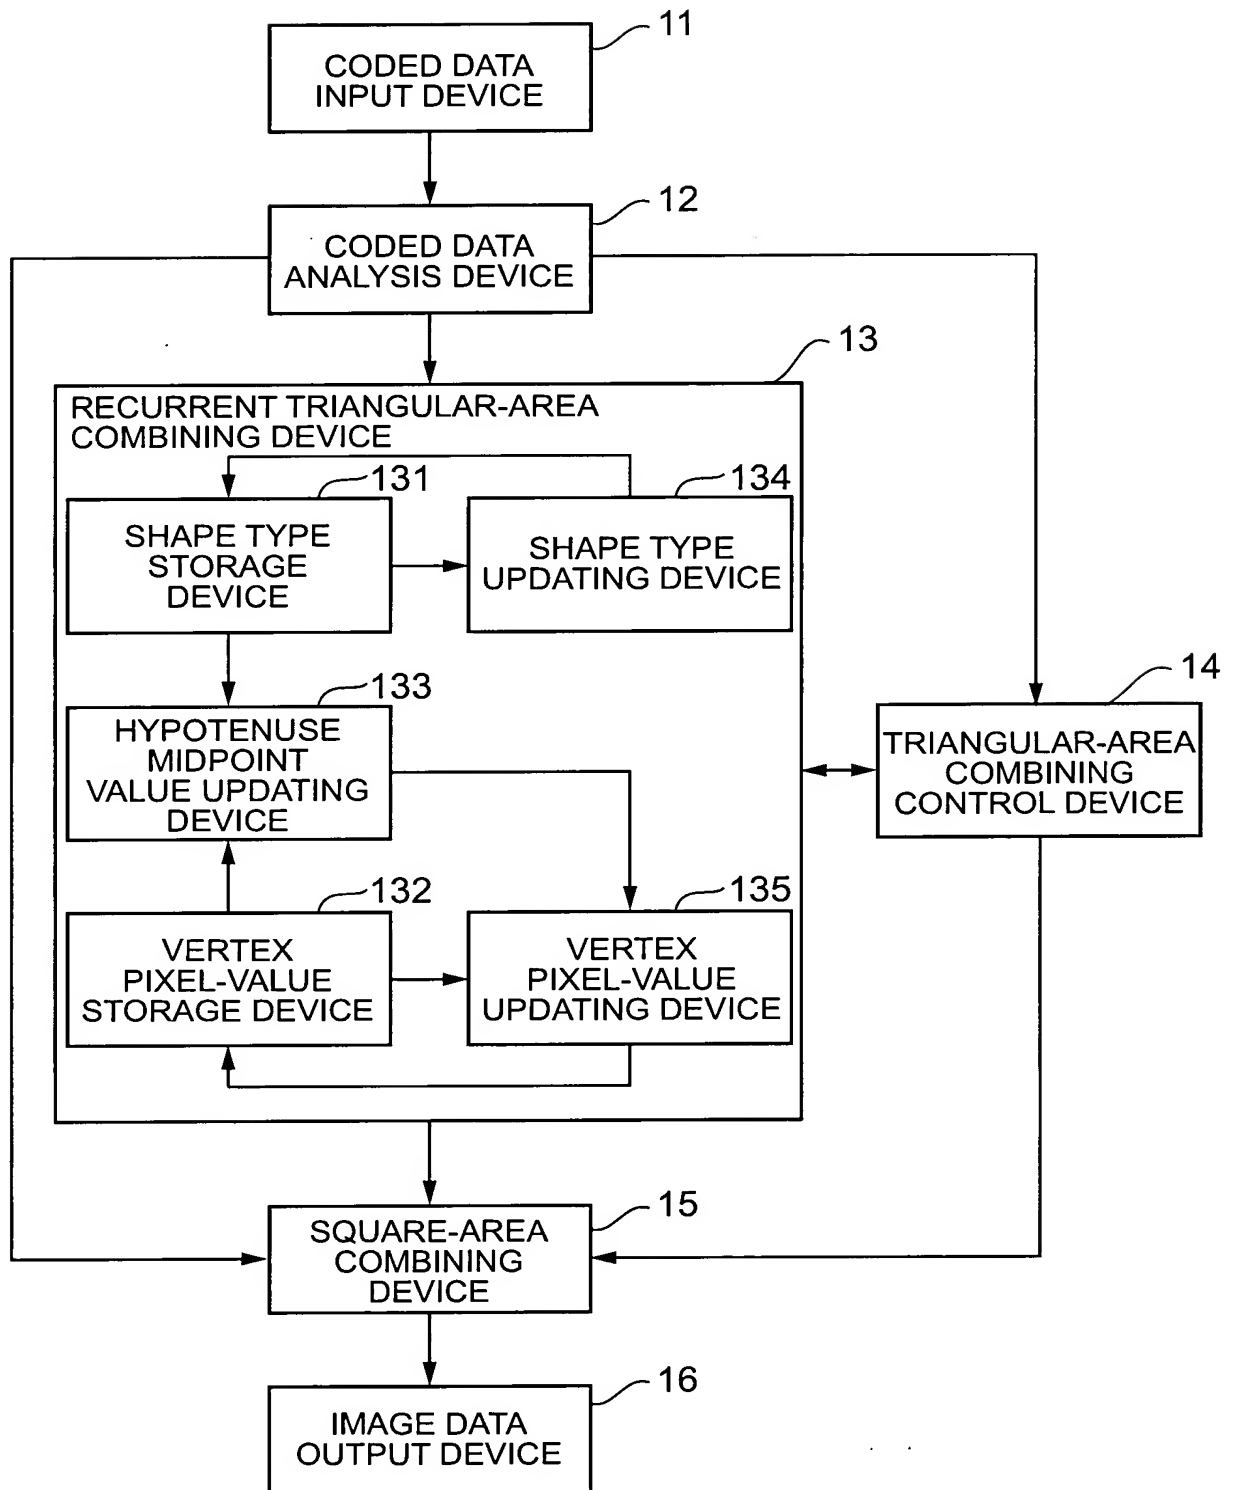 11
CODED DATA
INPUT DEVICE
12
CODED DATA
ANALYSIS DEVICE
13
RECURRENT TRIANGULAR-AREA
COMBINING DEVICE
131
SHAPE TYPE
STORAGE
DEVICE
134
SHAPE TYPE
UPDATING DEVICE
133
HYPOTENUSE
MIDPOINT
VALUE UPDATING
DEVICE
14
TRIANGULAR-AREA
COMBINING
CONTROL DEVICE
132
VERTEX
PIXEL-VALUE
STORAGE DEVICE
135
VERTEX
PIXEL-VALUE
UPDATING DEVICE
15
SQUARE-AREA
COMBINING
DEVICE
16
IMAGE DATA
OUTPUT DEVICE